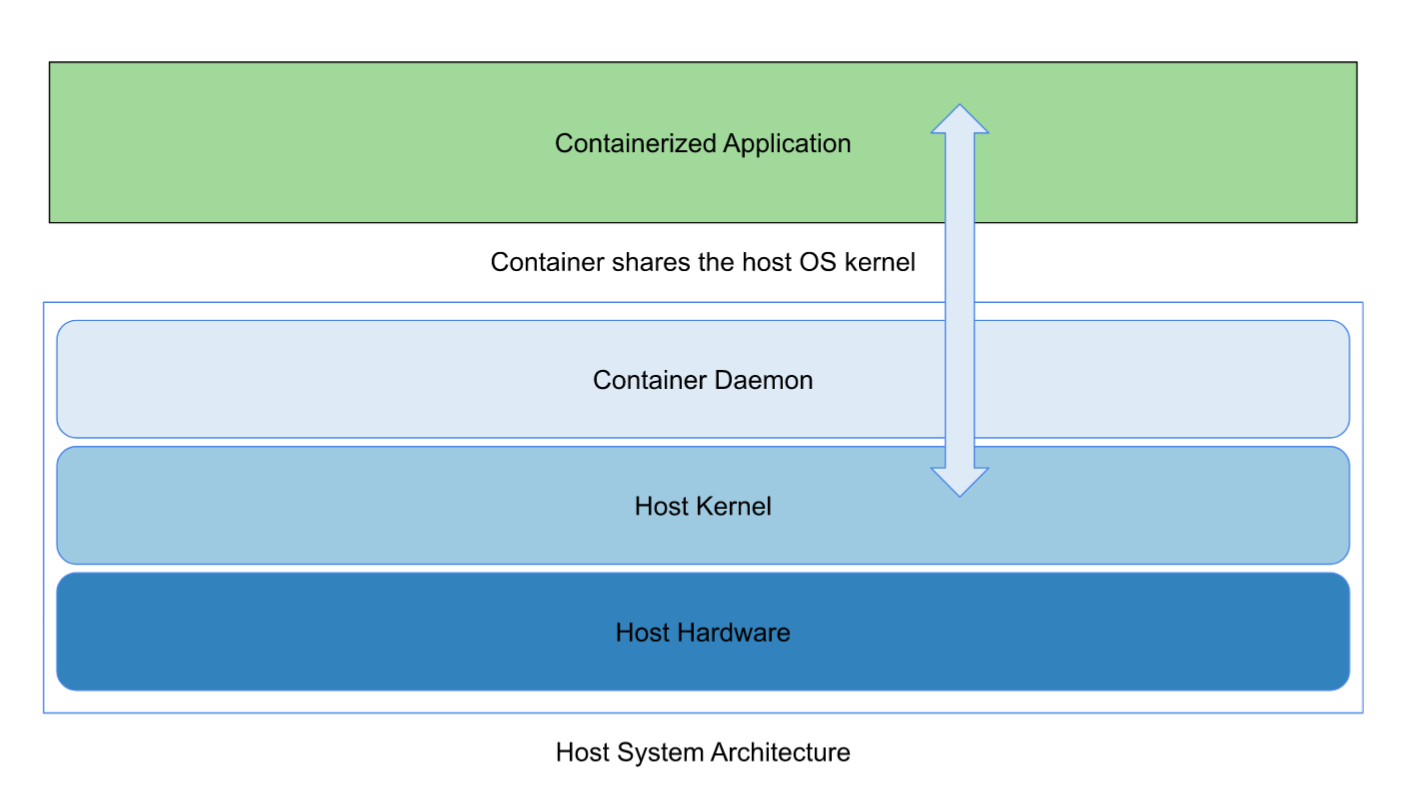 Containerized Application
Container shares the host OS kernel
Container Daemon
Host Kernel
Host Hardware
Host System Architecture